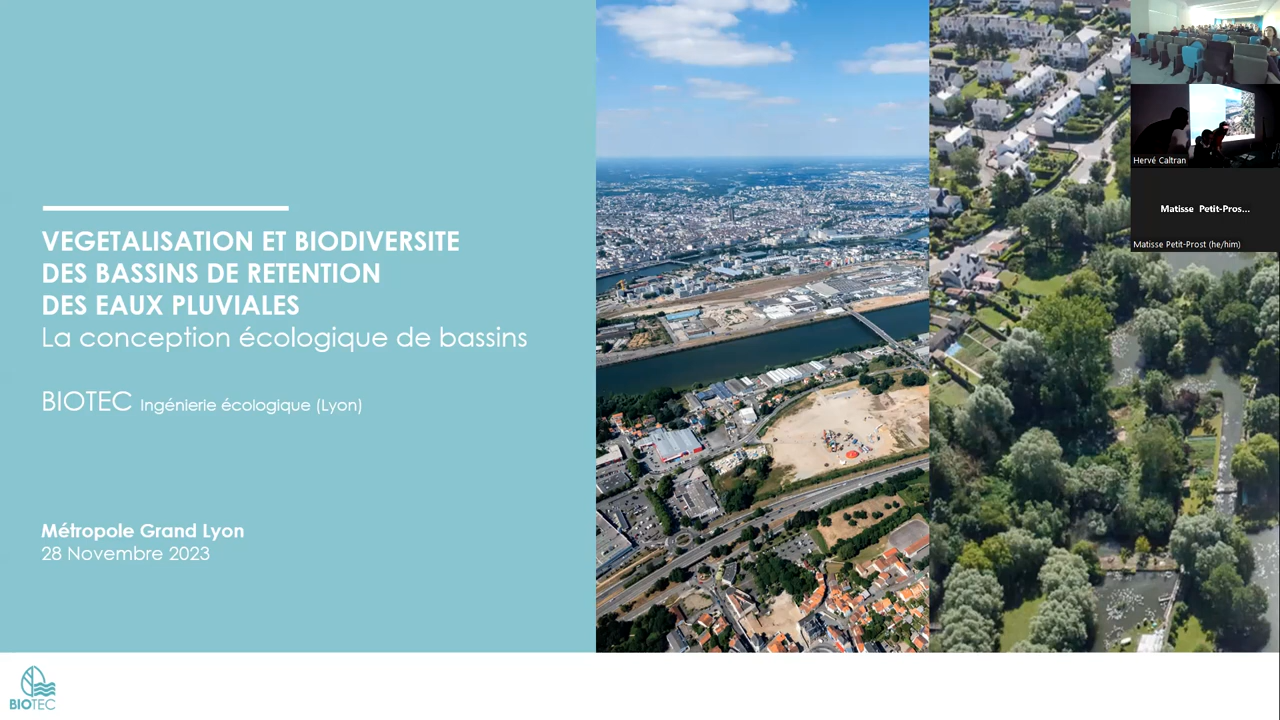 VEGETALISATION ET BIODIVERSITE
DES BASSINS DE RETENTION
DES EAUX PLUVIALES
La conception écologique de bassins
BIOTEC Ingénierie écologique (Lyon)
Métropole Grand Lyon
28 Novembre 2023
BIOTEC
Hervé Caltran
Matisse Petit-Pros...
Matisse Petit-Prost (he/him)